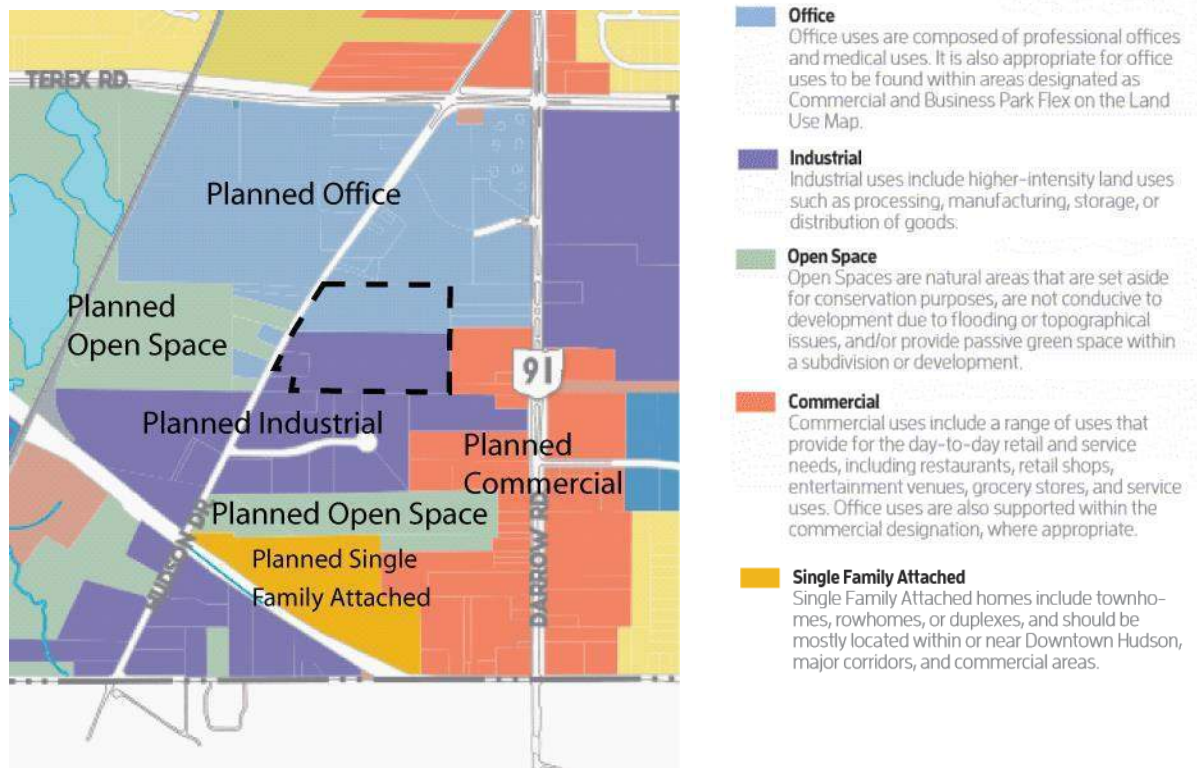 TEREX RD.
T
Planned Office
Planned
Open Space
91
Planned Industrial
Planned
Commercial
Planned Open Space
HUDSON DR
Planned Single
Family Attached
DARROW RD
Office
Office uses are composed of professional offices
and medical uses. It is also appropriate for office
uses to be found within areas designated as
Commercial and Business Park Flex on the Land
Use Map.
Industrial
Industrial uses include higher-intensity land uses
such as processing, manufacturing, storage, or
distribution of goods.
Open Space
Open Spaces are natural areas that are set aside
for conservation purpures, are not conducive to
development due to fluoding or topographical
issues, and/or provide passive green space within
a subdivision or development.
Commercial
Commercial uses include a range of uses that
provide for the day-to-day retail and service
needs, including restaurants, retail shops,
entertainment venues, grocery stores, and service
uses. Office uses are also supported within the
commercial designation, where appropriate.
Single Family Attached
Single Family Attached homes include townho-
mes, rowhomes, or duplexes, and should be
mostly located within or near Downtown Hudson,
major corridors, and commercial areas.